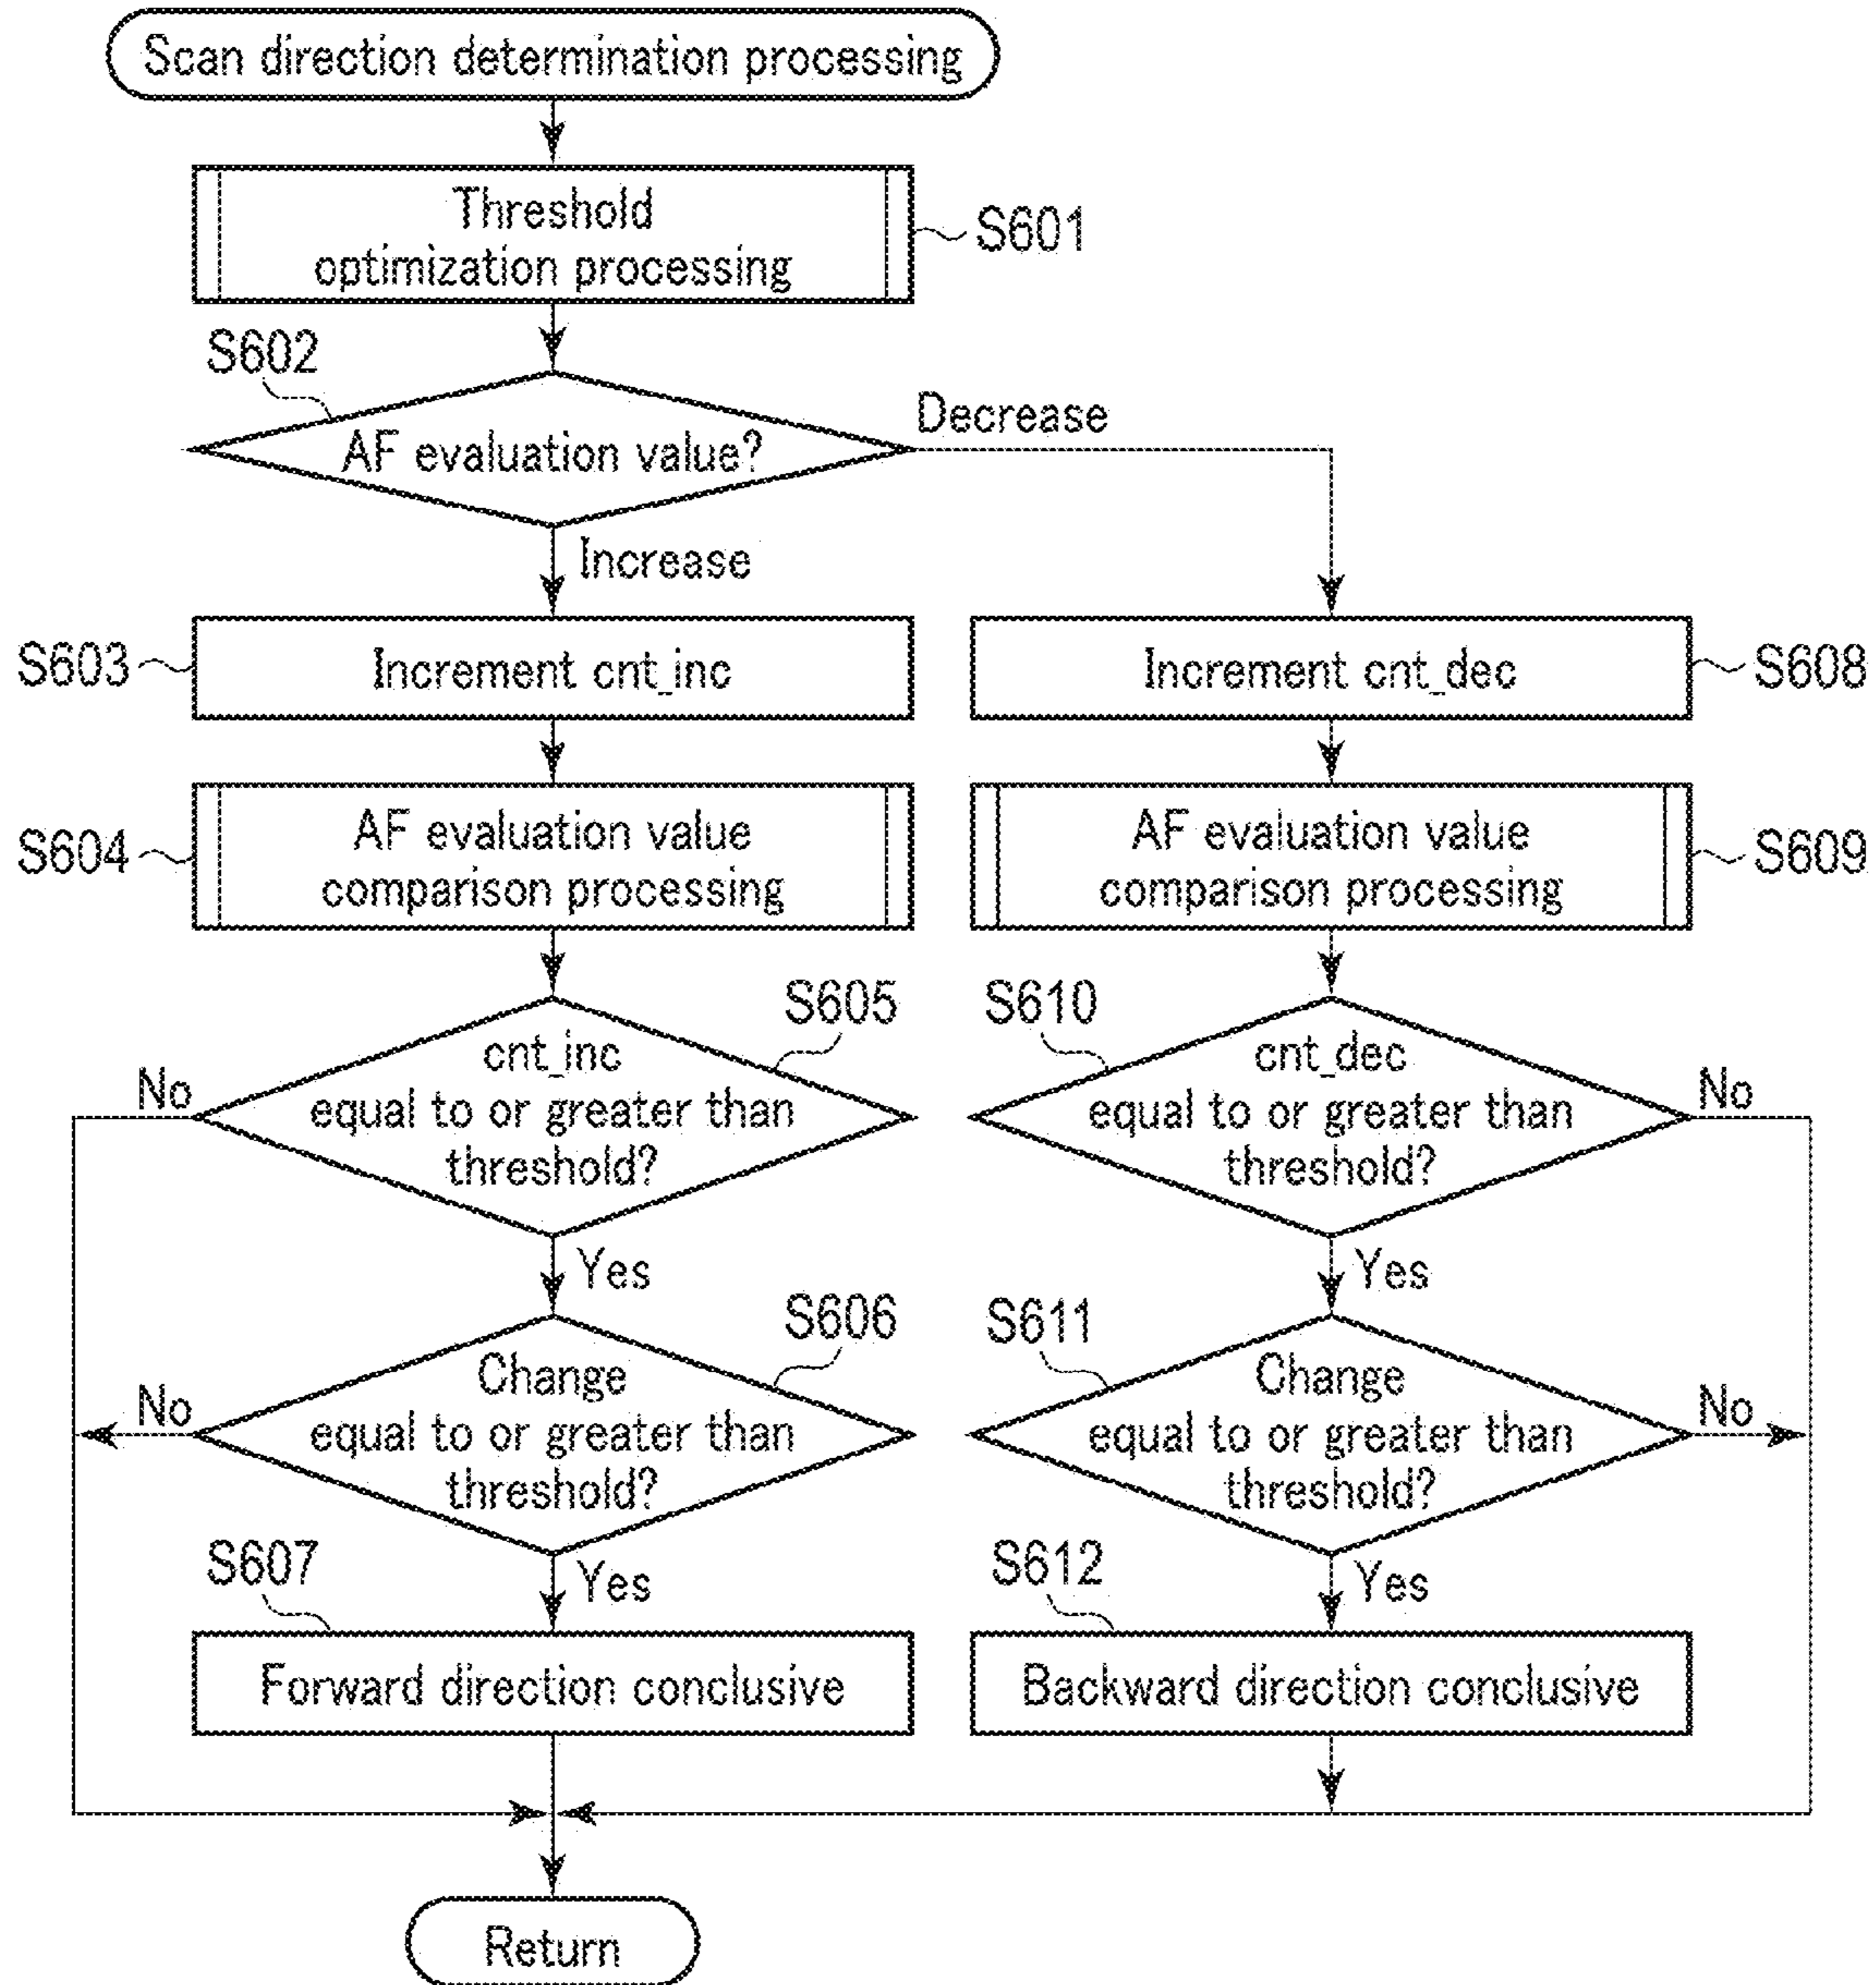 Scan direction determination processing
Threshold
optimization processing
S601
S602
AF evaluation value?
Decrease
Increase
S603
Increment cnt_inc
Increment cnt_dec
S608
S604
AF evaluation value
comparison processing
AF evaluation value
comparison processing
S609
S605
cnt_inc
equal to or greater than
threshold?
No
Yes
S610
cnt_dec
equal to or greater than
threshold?
No
Yes
S606
Change
equal to or greater than
threshold?
No
Yes
S611
Change
equal to or greater than
threshold?
No
Yes
S607
Forward direction conclusive
S612
Backward direction conclusive
Return